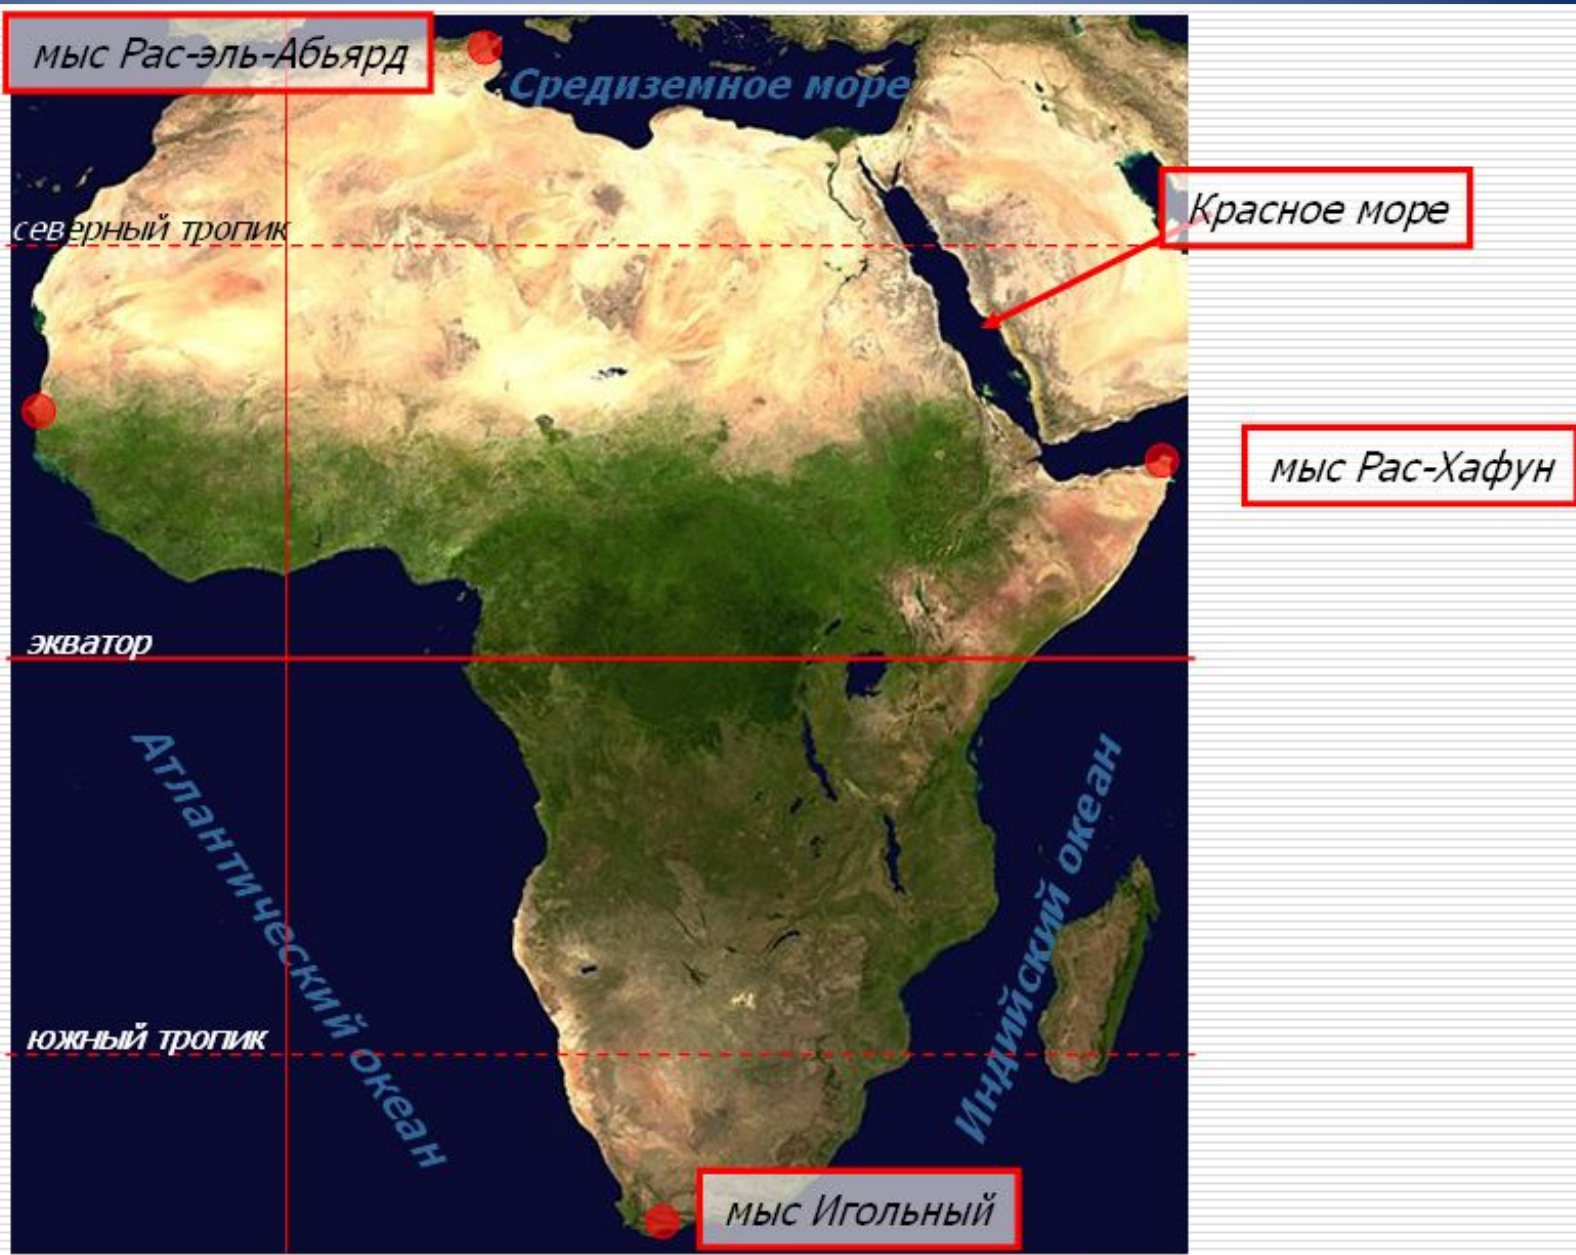 мыс Рас-эль-Абьярд
Средиземное море
Красное море
северный тропик
мыс Рас-Хафун
экватор
Атлантический океан
Индийский океан
южный тропик
мыс Игольный